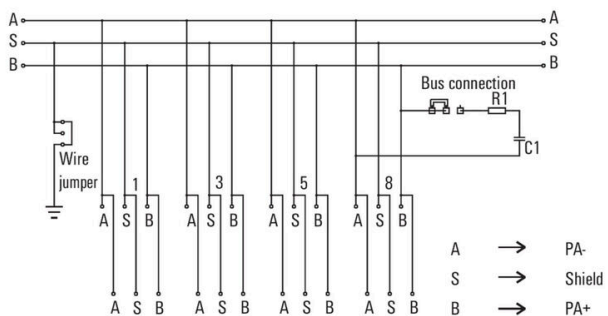 A A
S S
B B
Bus connection
R1
C1
Wire
jumper
1 3 5 8
A S B A S B A S B A S B
A S B A S B A S B A S B
A → PA-
S → Shield
B → PA+